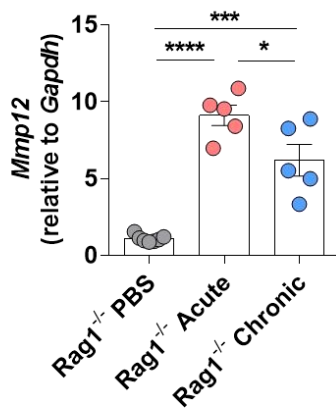 ***
**** *
Mmp12
(relative to Gapdh)
15
10
5
0
Rag1-/- PBS
Rag1-/- Acute
Rag1-/- Chronic